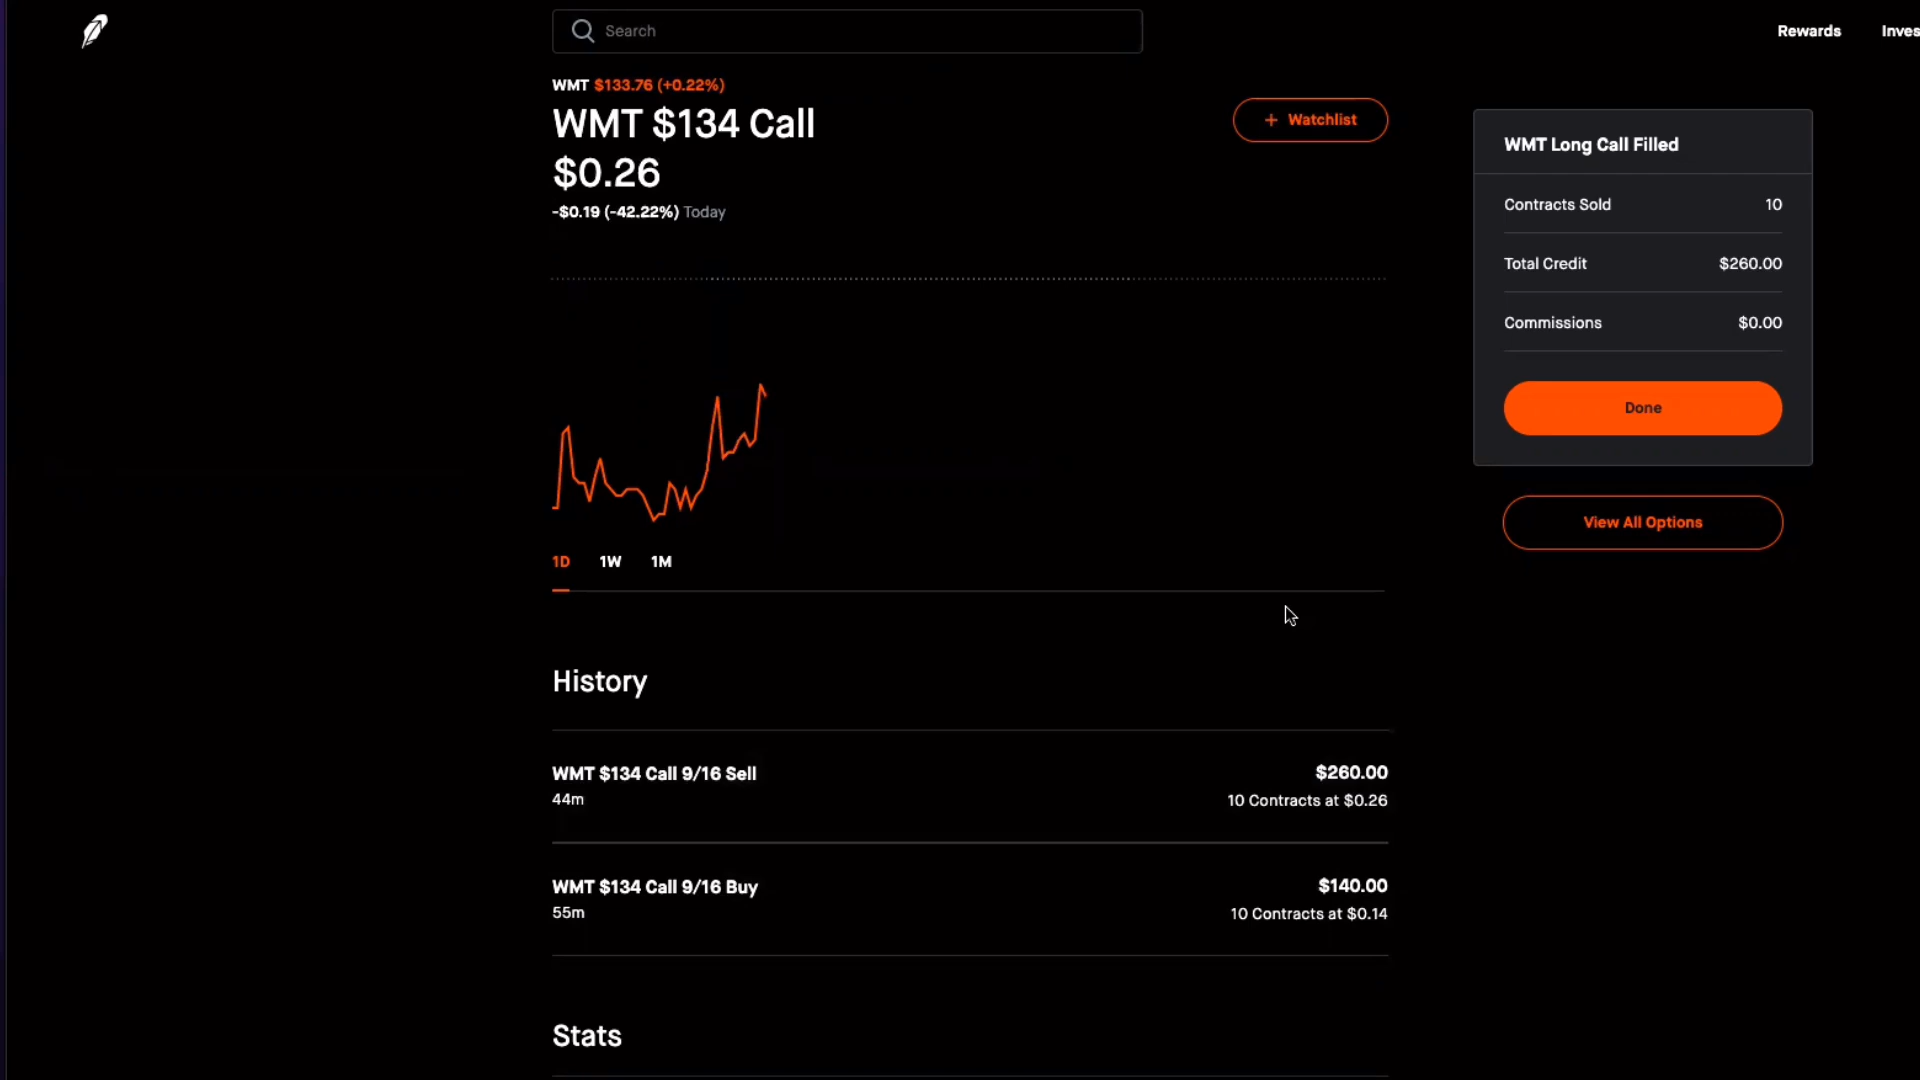 Search
Rewards
Inves
WMT $133.76 (+0.22%)
WMT $134 Call
$0.26
-$0.19 (-42.22%) Today
+ Watchlist
WMT Long Call Filled
Contracts Sold 10
Total Credit $260.00
Commissions $0.00
Done
View All Options
1D 1W 1M
History
WMT $134 Call 9/16 Sell $260.00
44m 10 Contracts at $0.26
WMT $134 Call 9/16 Buy $140.00
55m 10 Contracts at $0.14
Stats